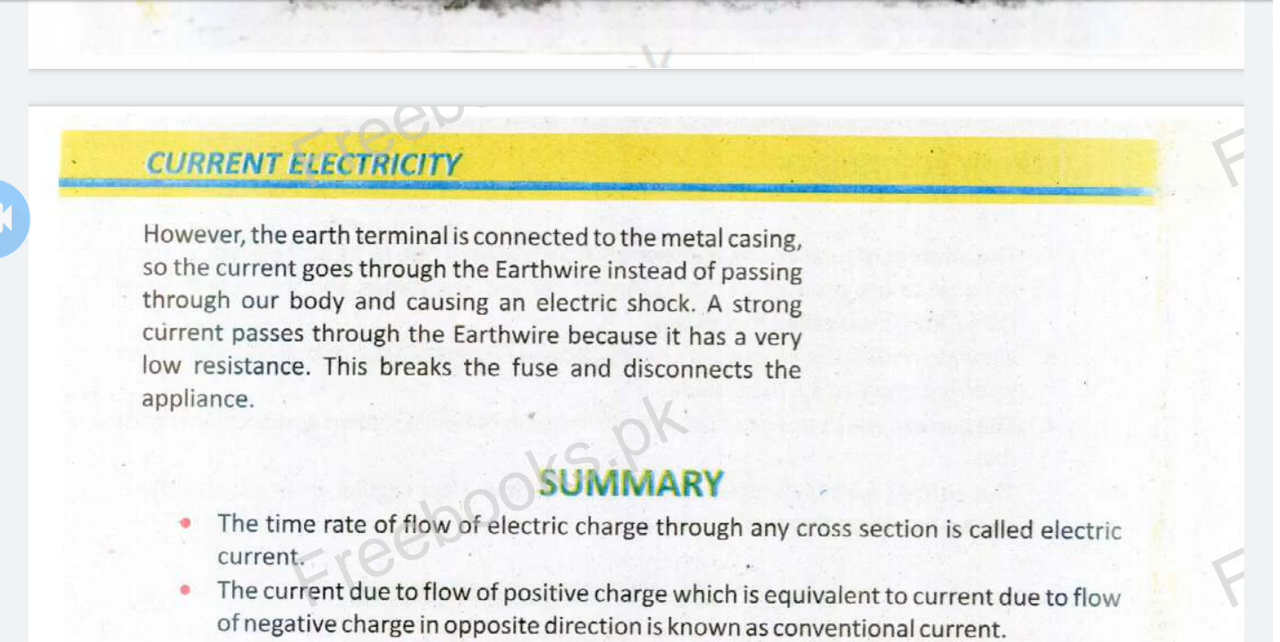 CURRENT ELECTRICITY
However, the earth terminal is connected to the metal casing,
so the current goes through the Earthwire instead of passing
through our body and causing an electric shock. A strong
current passes through the Earthwire because it has a very
low resistance. This breaks the fuse and disconnects the
appliance.
Freebooks.pk
SUMMARY
The time rate of flow of electric charge through any cross section is called electric
current.
The current due to flow of positive charge which is equivalent to current due to flow
of negative charge in opposite direction is known as conventional current.